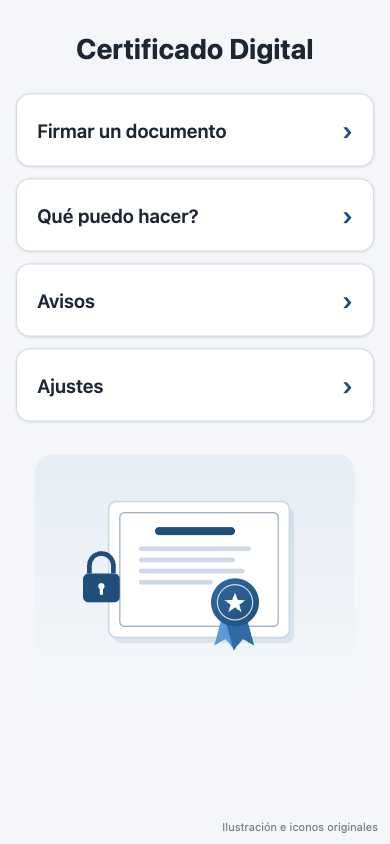 Certificado Digital
Firmar un documento
Qué puedo hacer?
Avisos
Ajustes
Ilustración e iconos originales